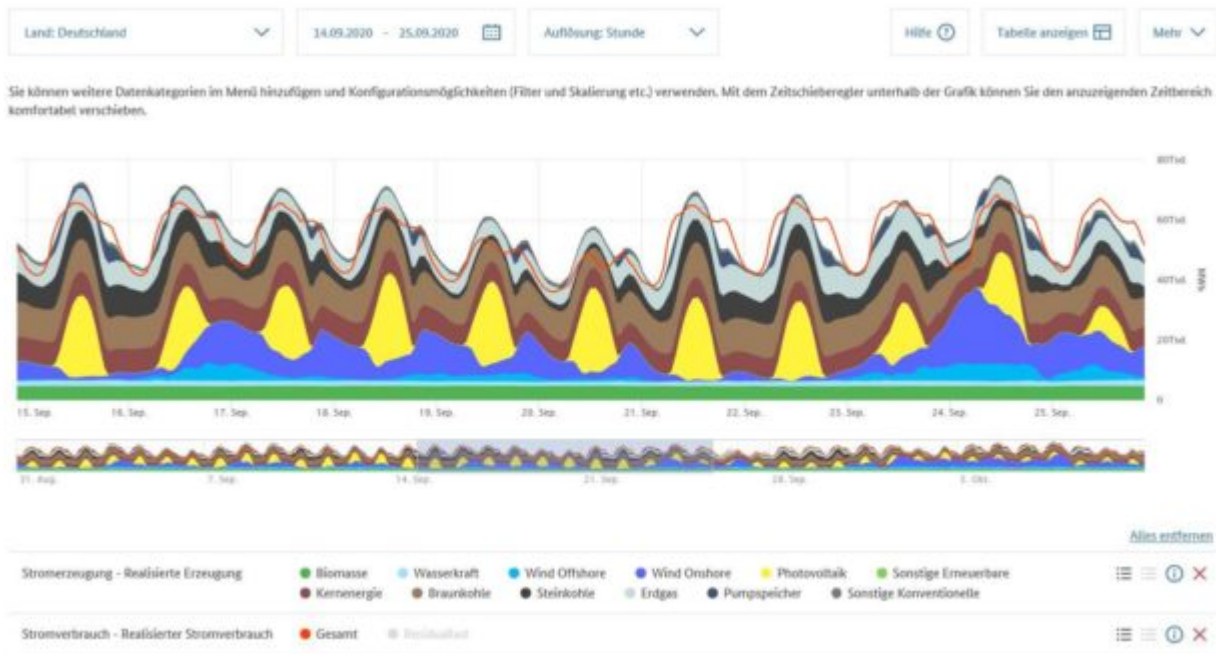 Land: Deutschland
14.09.2020 - 25.09.2020
Auflösung: Stunde
Hilfe
Tabelle anzeigen
Mehr
Sie können weitere Datenkategorien im Menü hinzufügen und Konfigurationsmöglichkeiten (Filter und Skalierung etc.) verwenden. Mit dem Zeitschieberegler unterhalb der Grafik können Sie den anzuzeigenden Zeitbereich
komfortabel verschieben.
80Tsd.
60Tsd.
40Tsd.
20Tsd.
0
MWh
15. Sep. 16. Sep. 17. Sep. 18. Sep. 19. Sep. 20. Sep. 21. Sep. 22. Sep. 23. Sep. 24. Sep. 25. Sep.
31. Aug. 7. Sep. 14. Sep. 21. Sep. 28. Sep. 5. Okt.
Alles entfernen
Stromerzeugung - Realisierte Erzeugung
Biomasse Wasserkraft Wind Offshore Wind Onshore Photovoltaik Sonstige Erneuerbare
Kernenergie Braunkohle Steinkohle Erdgas Pumpspeicher Sonstige Konventionelle
Stromverbrauch - Realisierter Stromverbrauch
Gesamt Residuallast